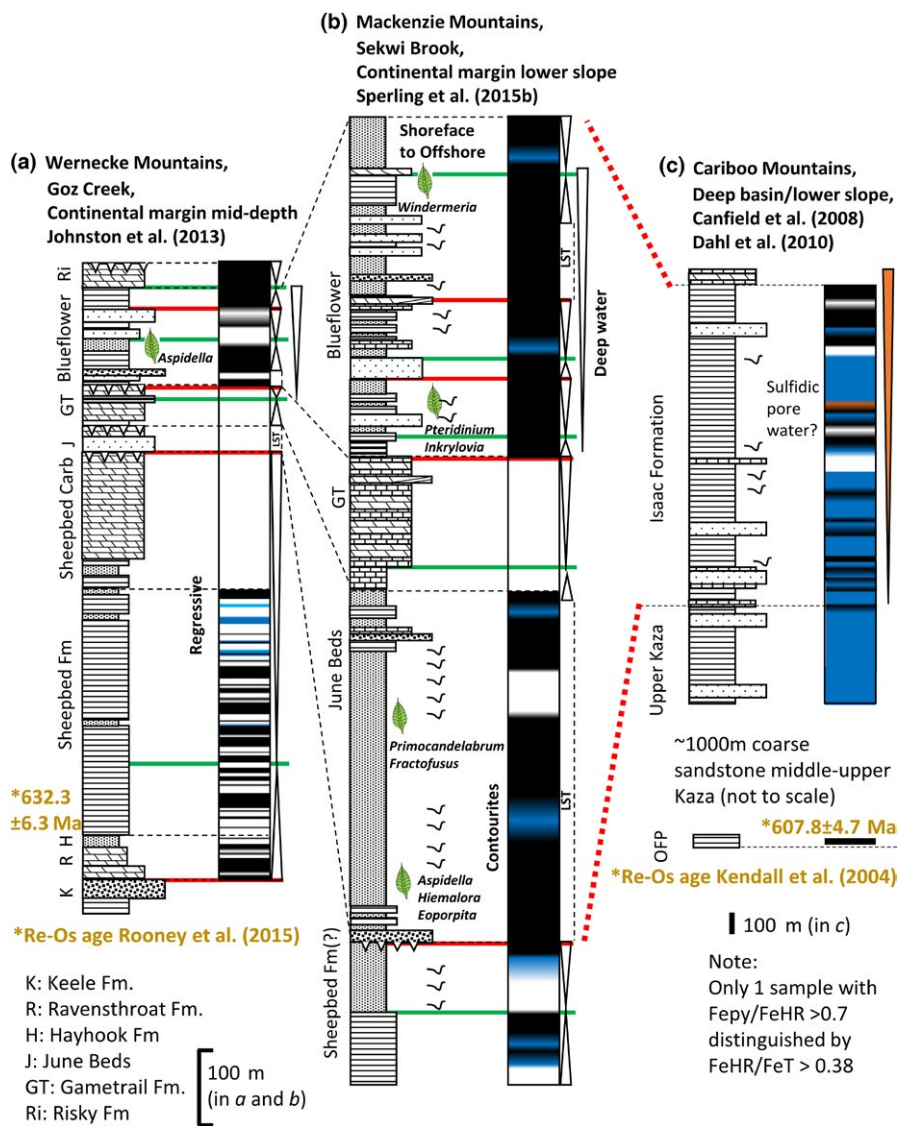 (a) Wernecke Mountains,
Goz Creek,
Continental margin mid-depth
Johnston et al. (2013)
Ri
Blueflower
GT
J
Sheepbed Carb
Sheepbed Fm
H
R
K
Aspidella
LST
Regressive
*632.3
±6.3 Ma
*Re-Os age Rooney et al. (2015)
K: Keele Fm.
R: Ravensthroat Fm.
H: Hayhook Fm
J: June Beds
GT: Gametrail Fm.
Ri: Risky Fm
100 m
(in a and b)
(b) Mackenzie Mountains,
Sekwi Brook,
Continental margin lower slope
Sperling et al. (2015b)
Shoreface
to Offshore
Windermeria
LST
Deep water
Blueflower
Pteridinium
Inkrylovia
GT
June Beds
Primocandelabrum
Fractofusus
Contourites
LST
Aspidella
Hiemalora
Eoporpita
Sheepbed Fm(?)
(c) Cariboo Mountains,
Deep basin/lower slope,
Canfield et al. (2008)
Dahl et al. (2010)
Isaac Formation
Sulfidic
pore
water?
Upper Kaza
~1000m coarse
sandstone middle-upper
Kaza (not to scale)
OFP
*607.8±4.7 Ma
*Re-Os age Kendall et al. (2004)
100 m (in c)
Note:
Only 1 sample with
Fepy/FeHR >0.7
distinguished by
FeHR/FeT > 0.38